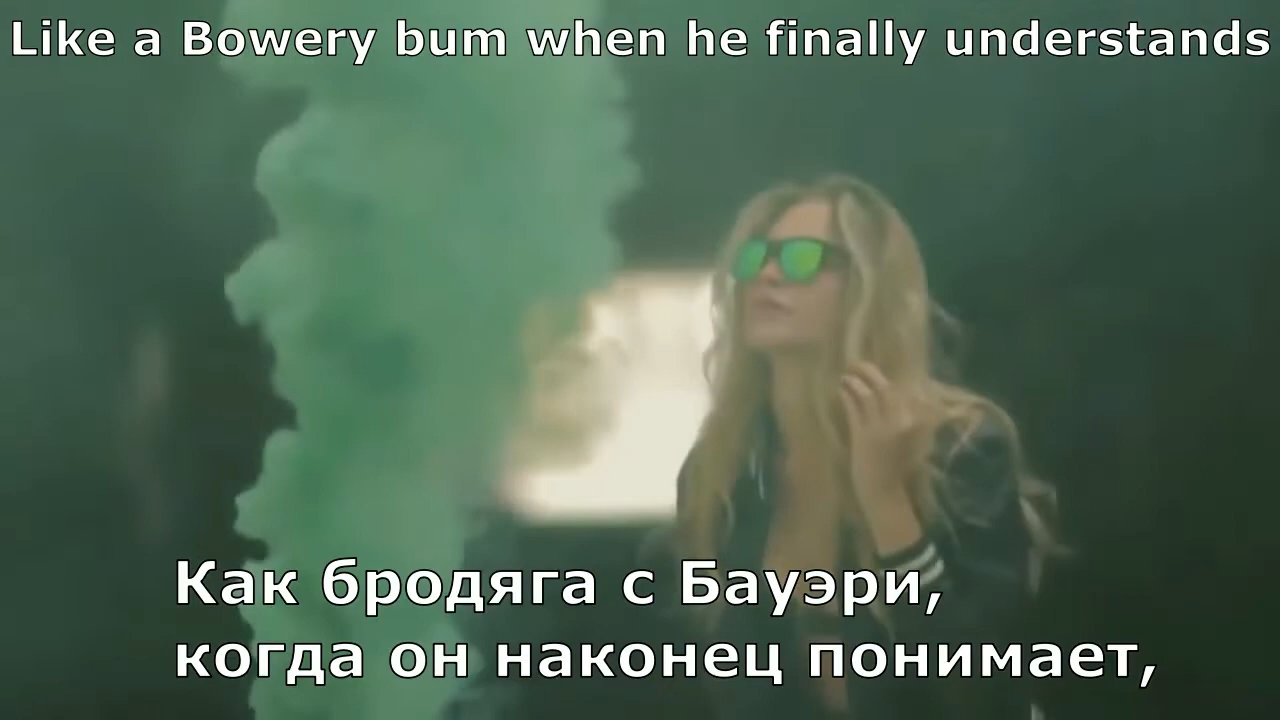 Like a Bowery bum when he finally understands
Как бродяга с Бауэри,
когда он наконец понимает,